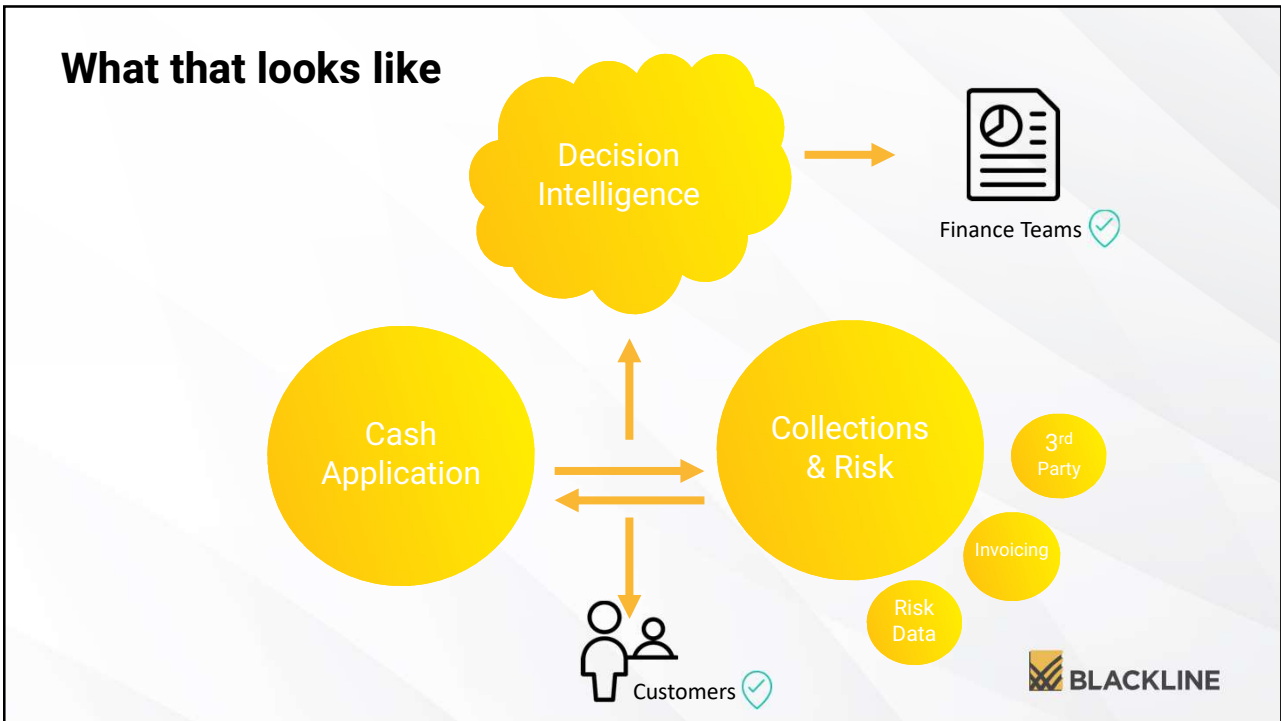 What that looks like
Decision
Intelligence
Finance Teams
Cash
Application
Collections
& Risk
3rd
Party
Invoicing
Risk
Data
Customers
BLACKLINE